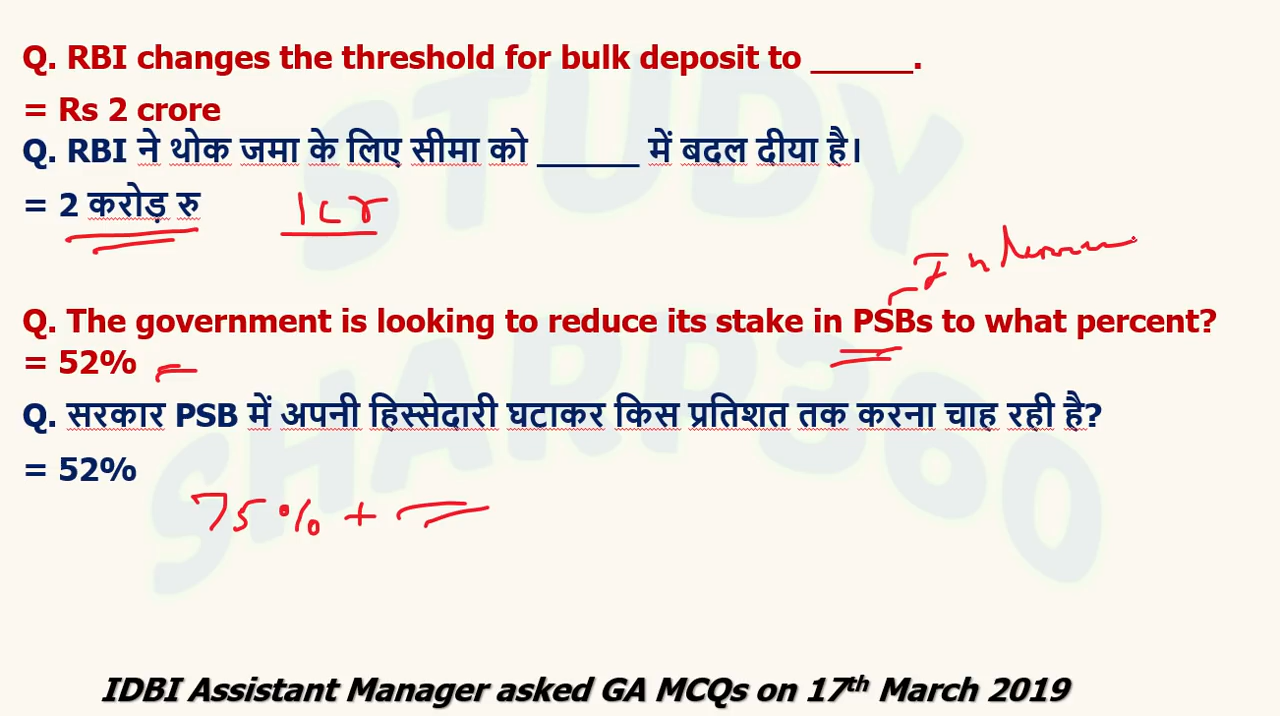 Q. RBI changes the threshold for bulk deposit to ______.
= Rs 2 crore
Q. RBI ने थोक जमा के लिए सीमा को ______ में बदल दीया है।
= 2 करोड़ रु
1 cr
Q. The government is looking to reduce its stake in PSBs to what percent?
= 52%
Q. सरकार PSB में अपनी हिस्सेदारी घटाकर किस प्रतिशत तक करना चाह रही है?
= 52%
75% +
STUDY
SHARP360
IDBI Assistant Manager asked GA MCQs on 17th March 2019